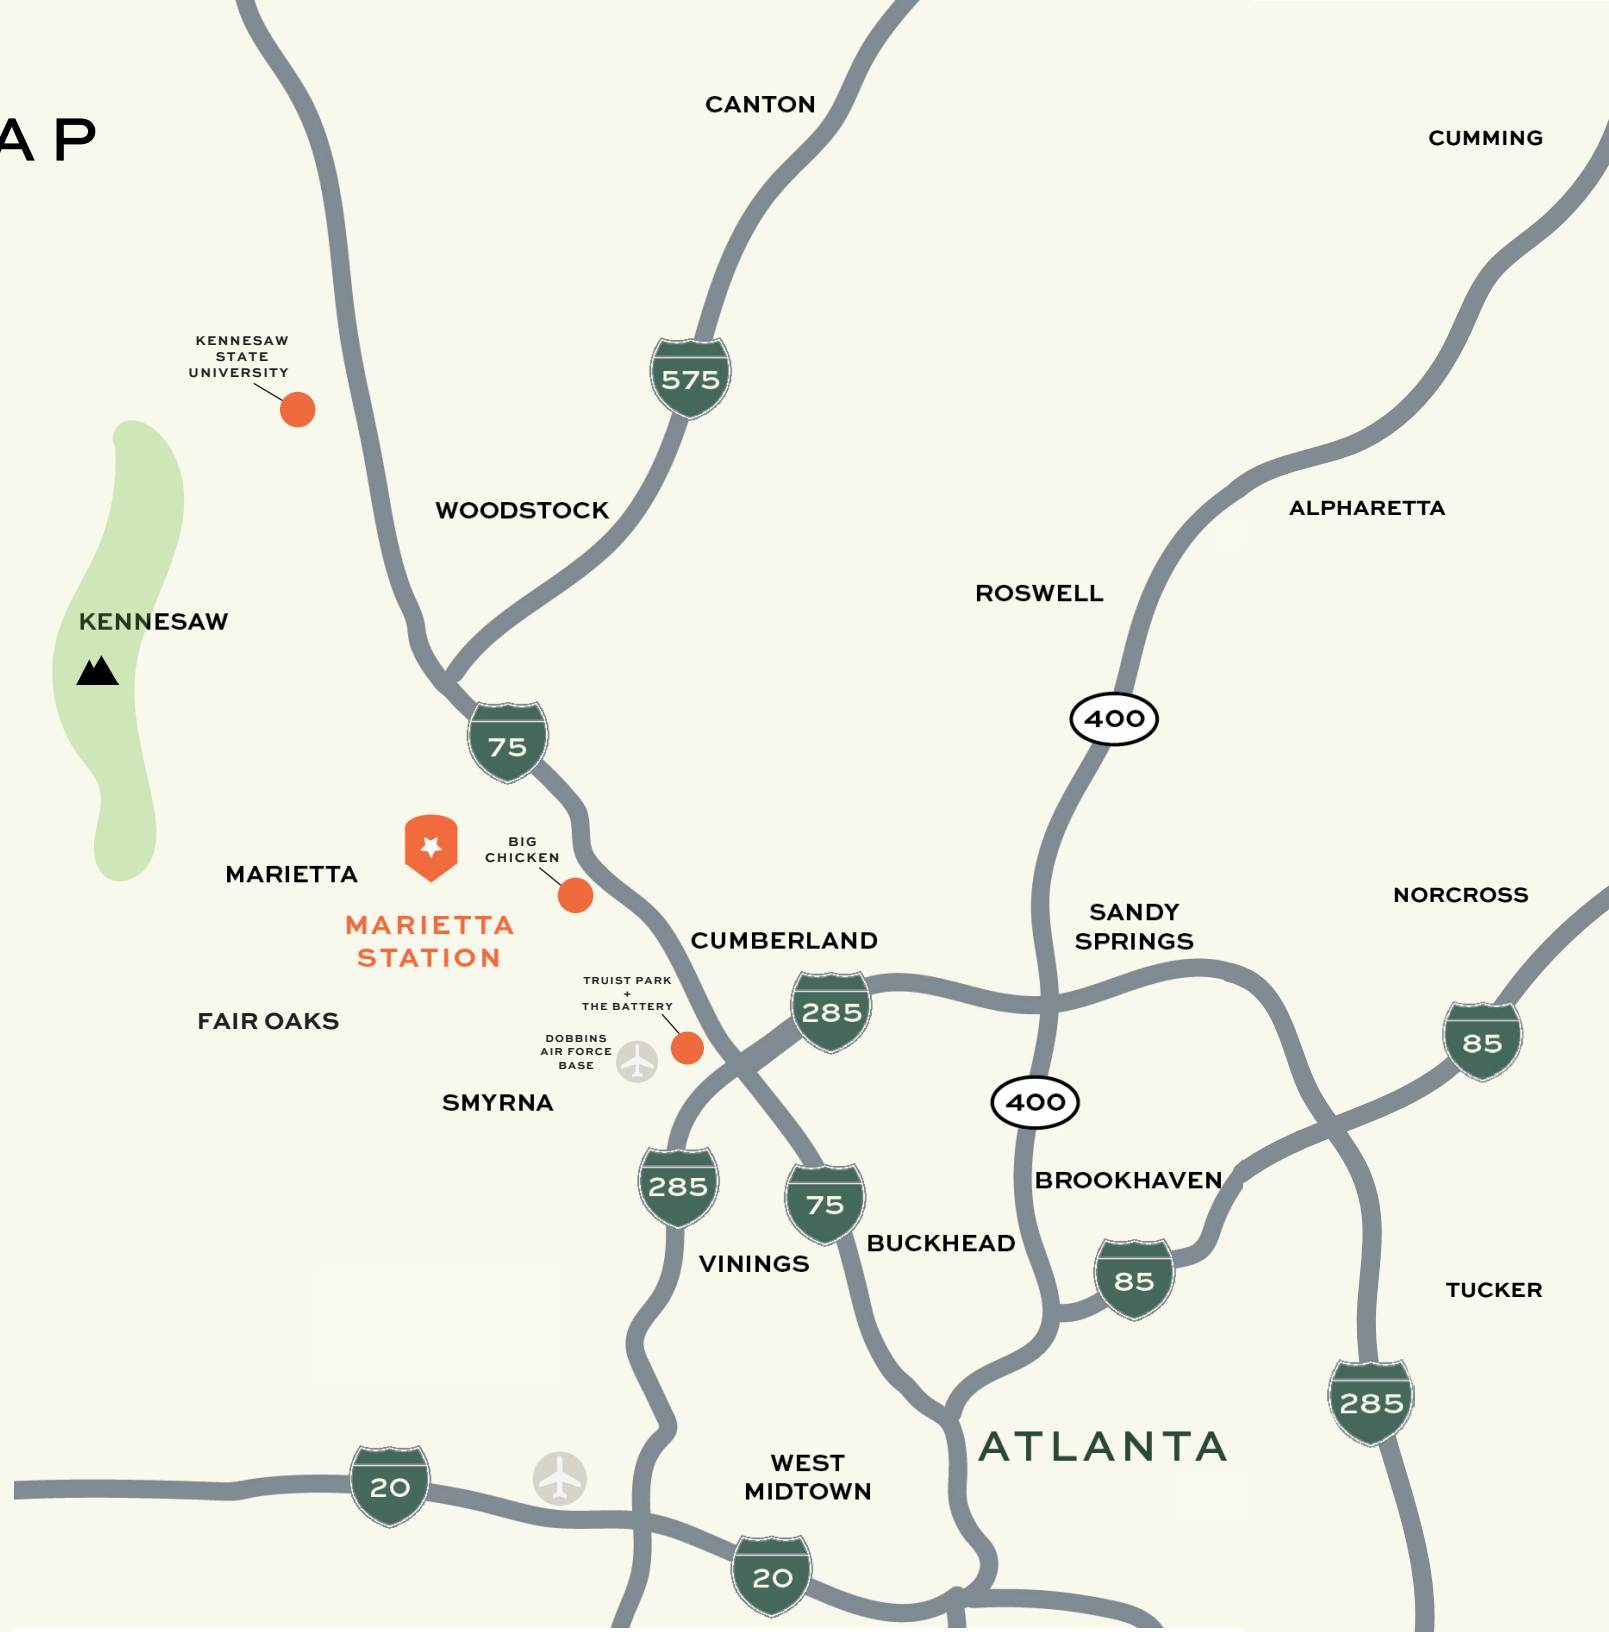 CANTON
CUMMING
AP
KENNESAW
STATE
UNIVERSITY
575
WOODSTOCK
ALPHARETTA
ROSWELL
KENNESAW
400
75
BIG
CHICKEN
MARIETTA
MARIETTA
STATION
NORCROSS
SANDY
SPRINGS
CUMBERLAND
TRUIST PARK
+
THE BATTERY
285
FAIR OAKS
DOBBINS
AIR FORCE
BASE
85
SMYRNA
400
285
75
BROOKHAVEN
BUCKHEAD
VININGS
85
TUCKER
285
ATLANTA
WEST
MIDTOWN
20
20